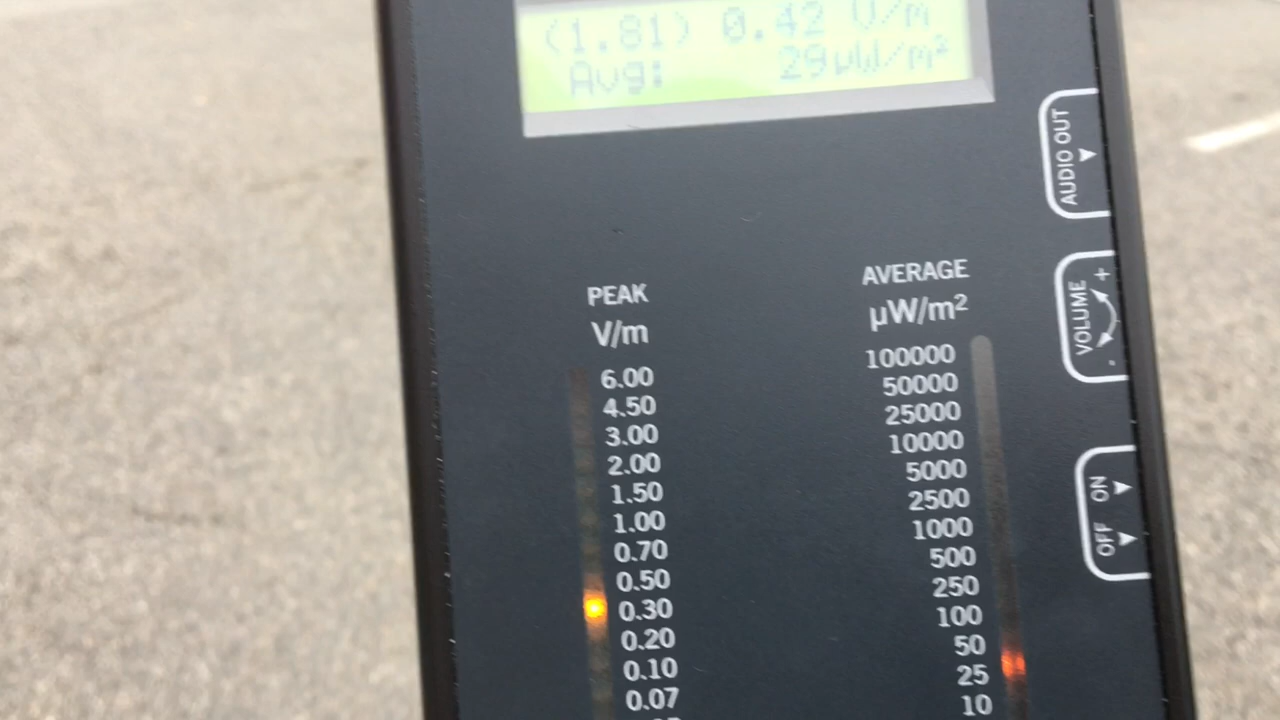 (1.81) 0.42 V/m
Avg: 29µW/m²
AUDIO OUT
VOLUME
- +
OFF ON
PEAK
V/m
6.00
4.50
3.00
2.00
1.50
1.00
0.70
0.50
0.30
0.20
0.10
0.07
AVERAGE
µW/m²
100000
50000
25000
10000
5000
2500
1000
500
250
100
50
25
10